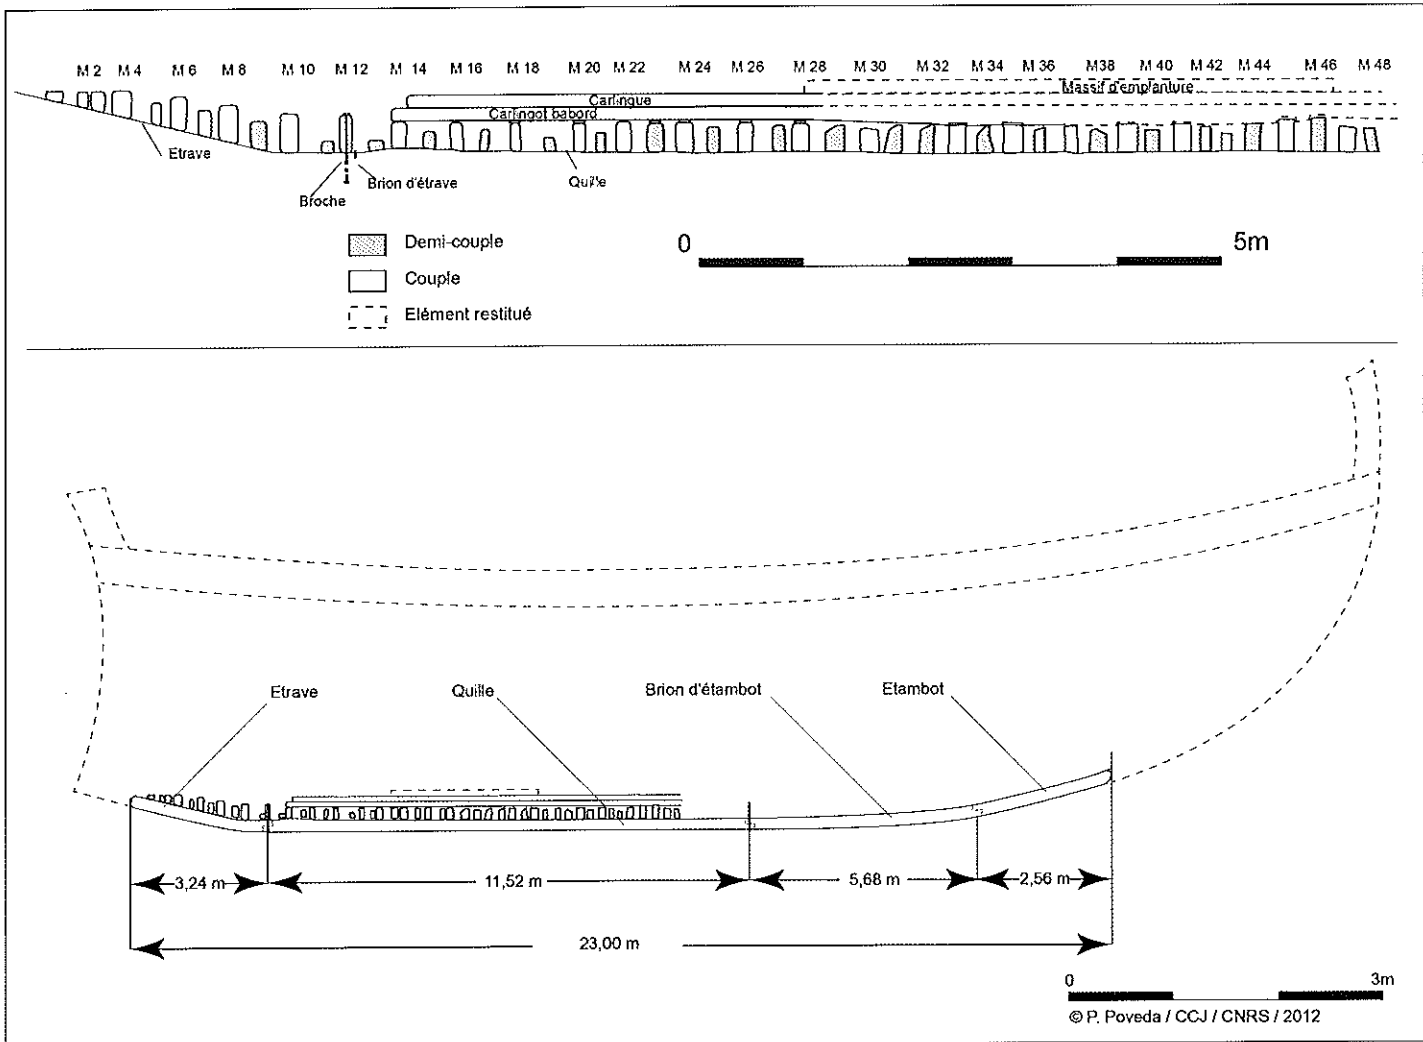 M 2 M 4 M 6 M 8 M 10 M 12 M 14 M 16 M 18 M 20 M 22 M 24 M 26 M 28 M 30 M 32 M 34 M 36 M38 M 40 M 42 M 44 M 46 M 48
Massif d'emplanture
Carlingue
Carlingot babord
Etrave
Brion d'étrave
Quille
Broche
Demi-couple
Couple
Elément restitué
0 5m
Etrave Quille Brion d'étambot Etambot
3,24 m 11,52 m 5,68 m 2,56 m
23,00 m
0 3m
© P. Poveda / CCJ / CNRS / 2012